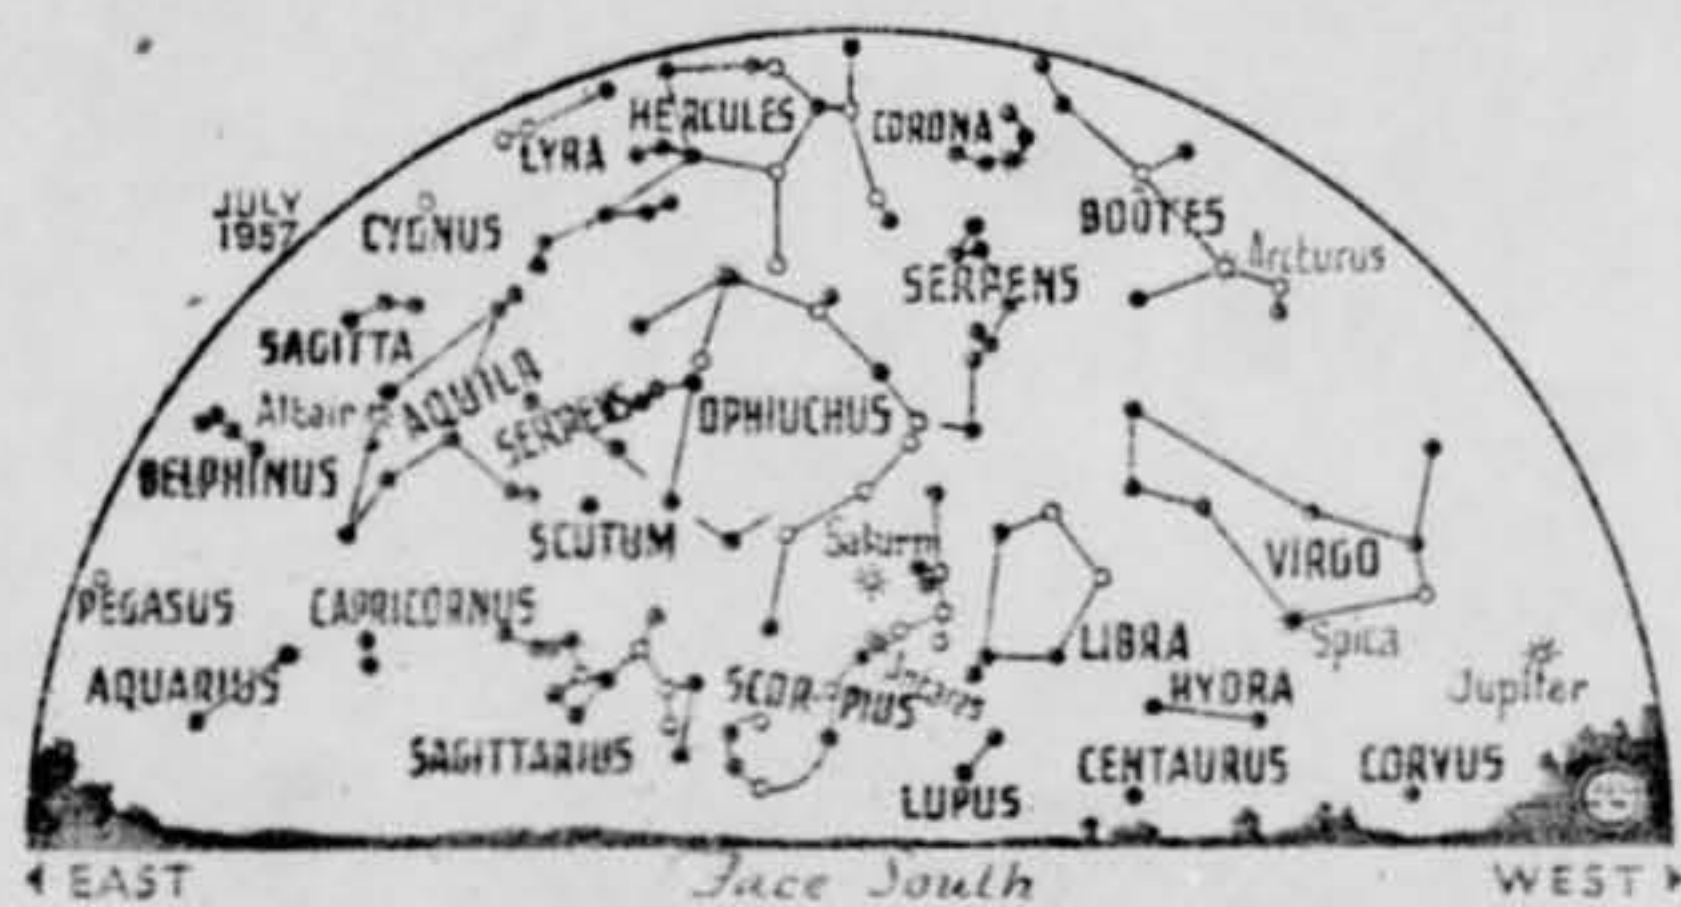 HERCULES
CORONA
LYRA
JULY
1957
CYGNUS
BOOTES
Arcturus
SERPENS
SAGITTA
Altair
AQUILA
SERPENS
OPHIUCHUS
DELPHINUS
SCUTUM
Saturn
VIRGO
PEGASUS
CAPRICORNUS
LIBRA
Spica
AQUARIUS
SCORPIUS
Antares
HYDRA
Jupiter
SAGITTARIUS
LUPUS
CENTAURUS
CORVUS
EAST
Face South
WEST